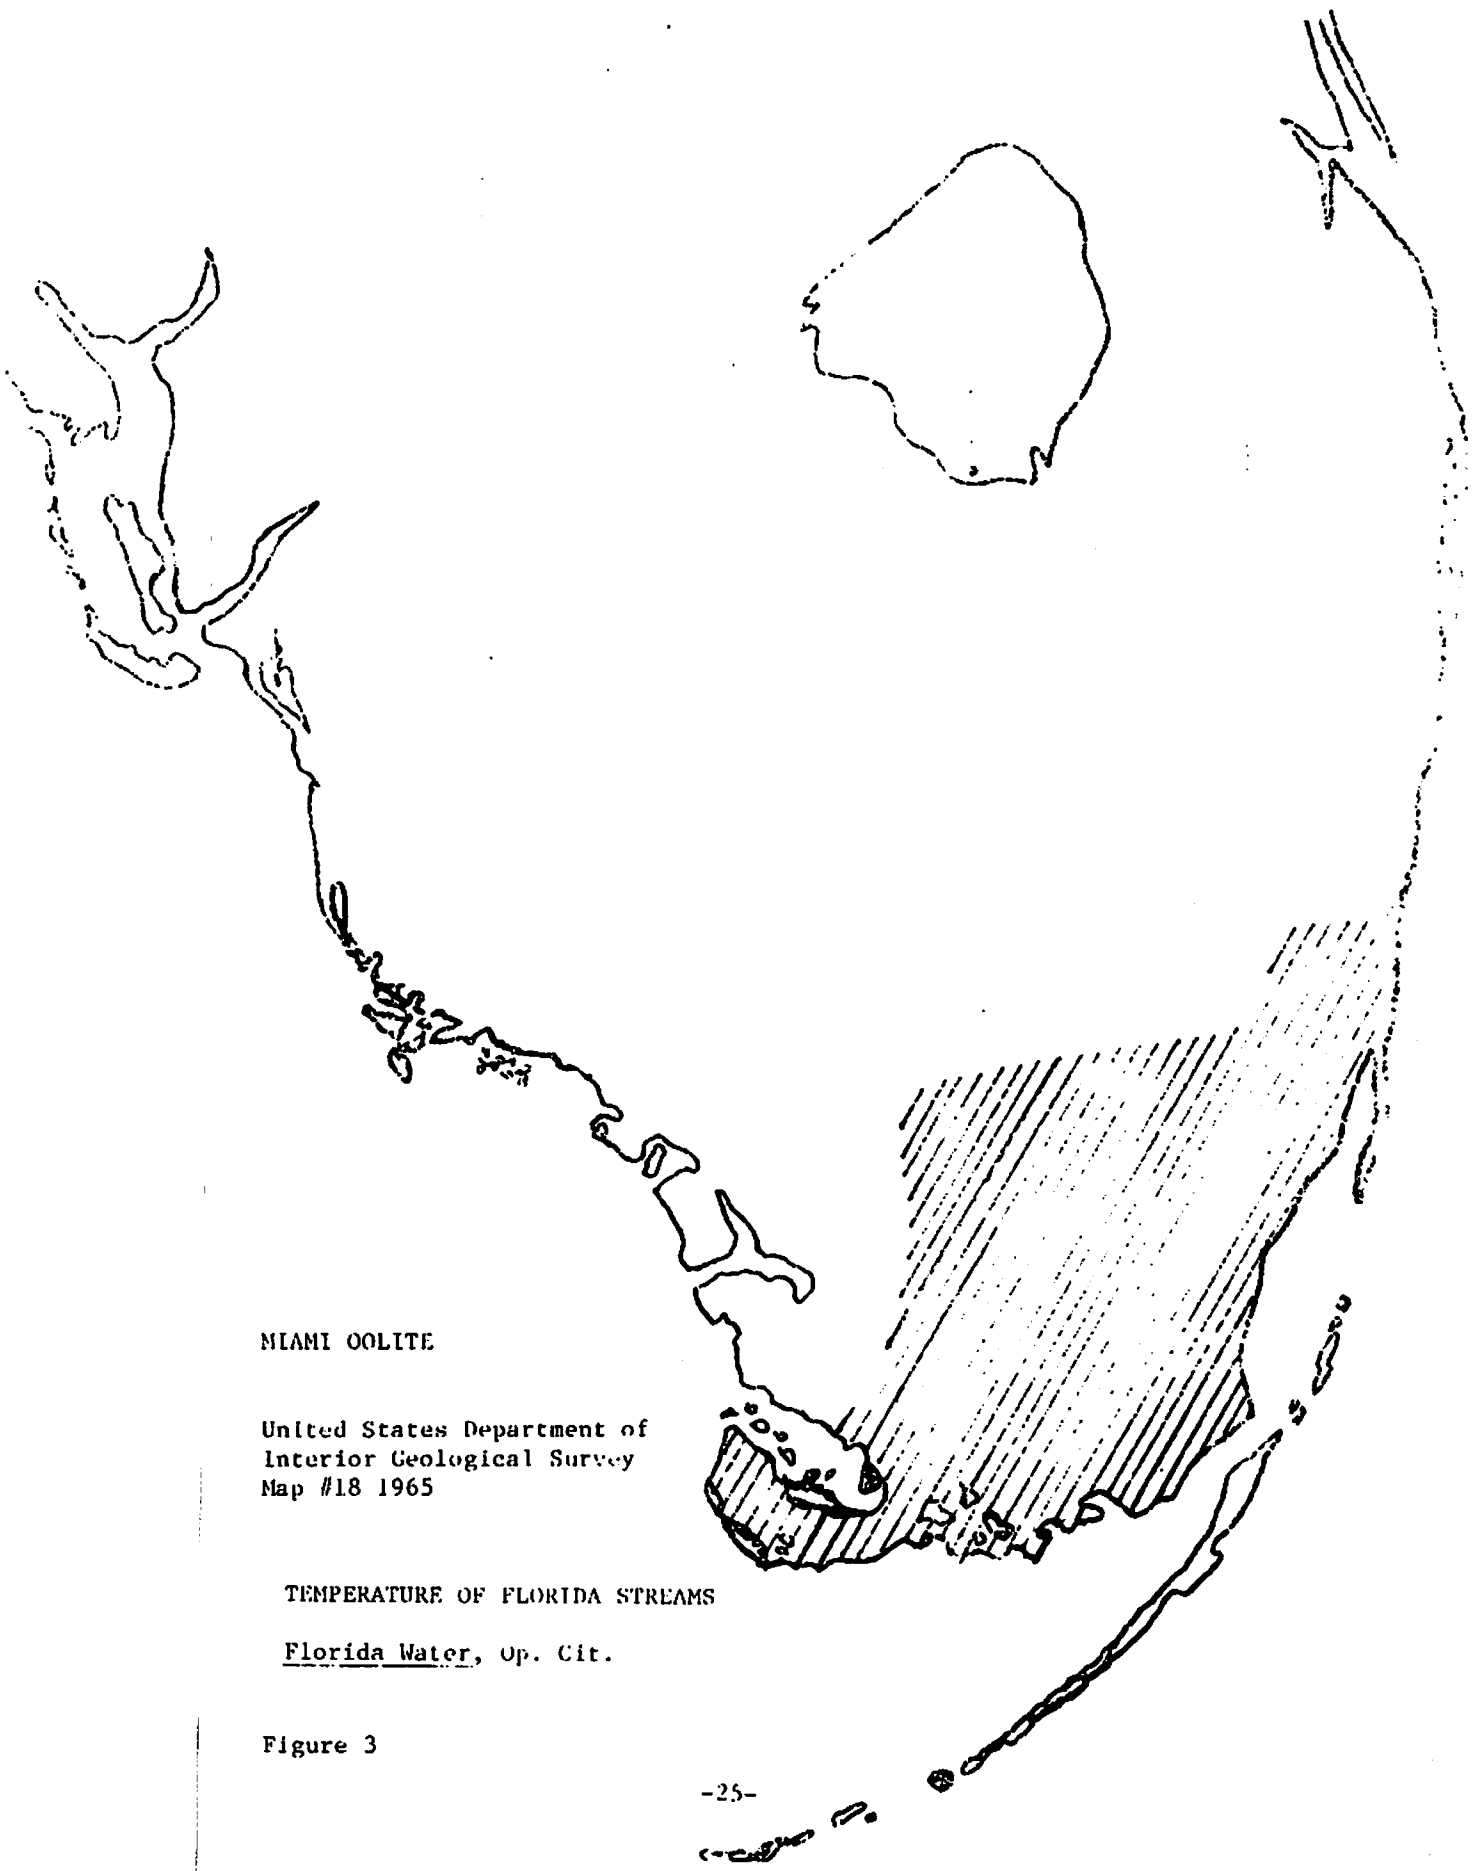 MIAMI OOLITE
United States Department of
Interior Geological Survey
Map #18 1965
TEMPERATURE OF FLORIDA STREAMS
Florida Water, Op. Cit.
Figure 3
-25-